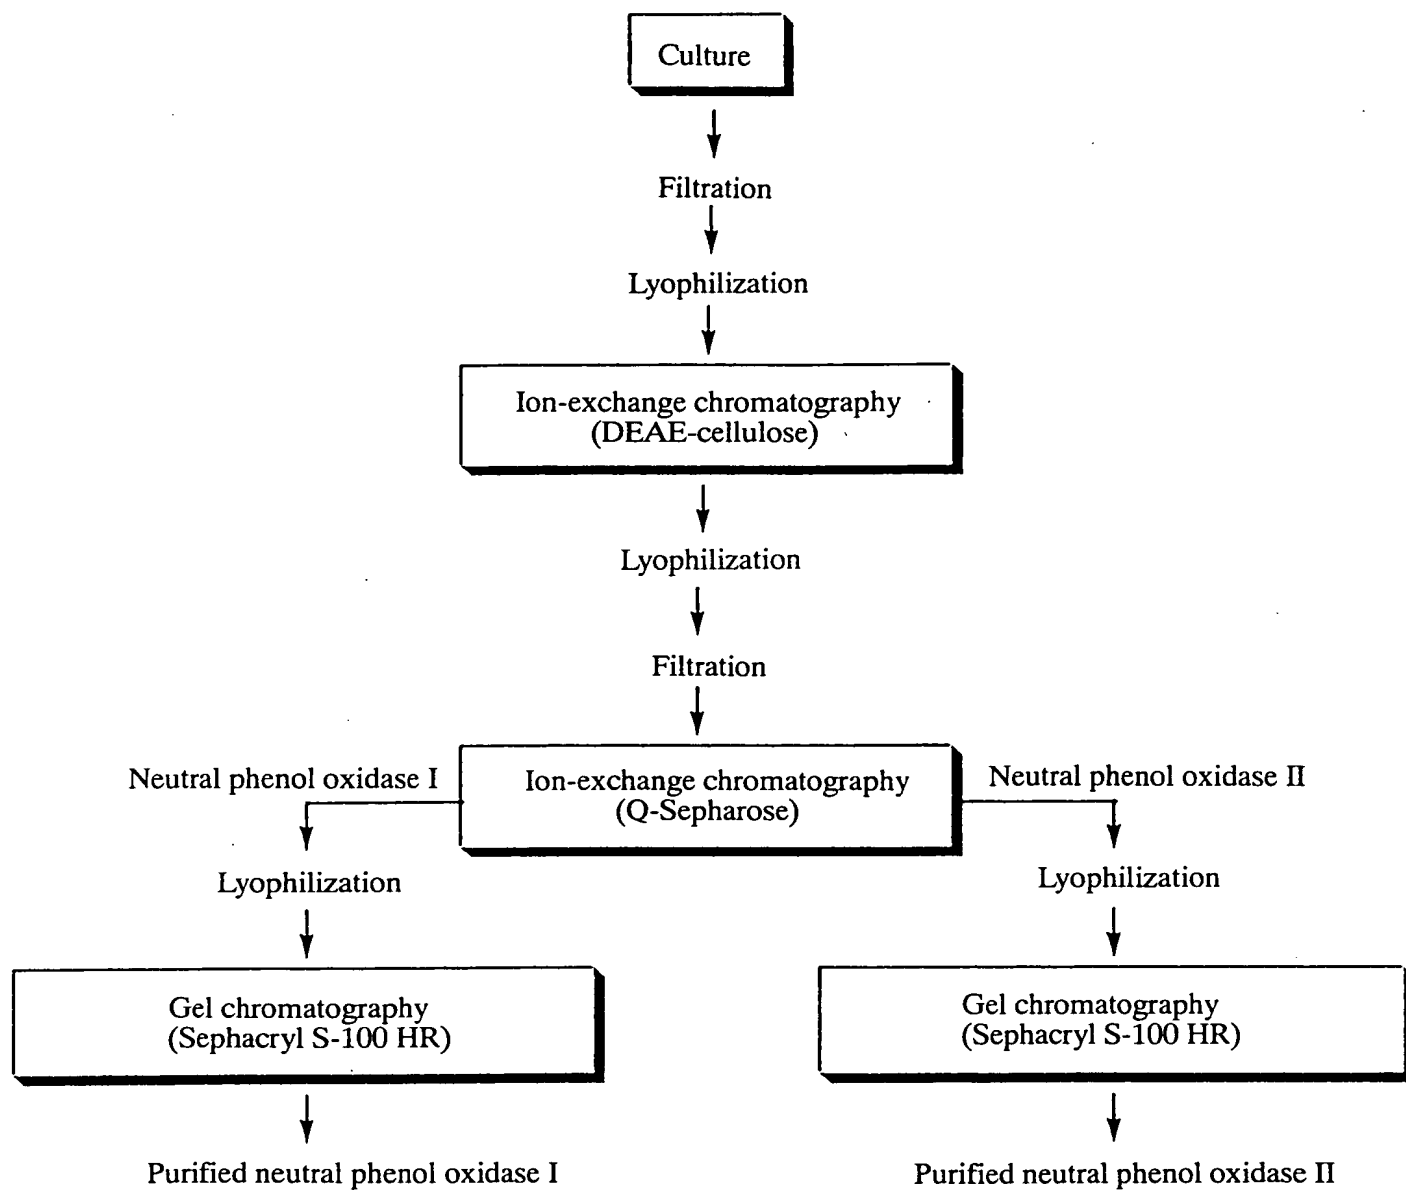 Culture
Filtration
Lyophilization
Ion-exchange chromatography
(DEAE-cellulose)
Lyophilization
Filtration
Neutral phenol oxidase I
Ion-exchange chromatography
(Q-Sepharose)
Neutral phenol oxidase II
Lyophilization
Lyophilization
Gel chromatography
(Sephacryl S-100 HR)
Gel chromatography
(Sephacryl S-100 HR)
Purified neutral phenol oxidase I
Purified neutral phenol oxidase II